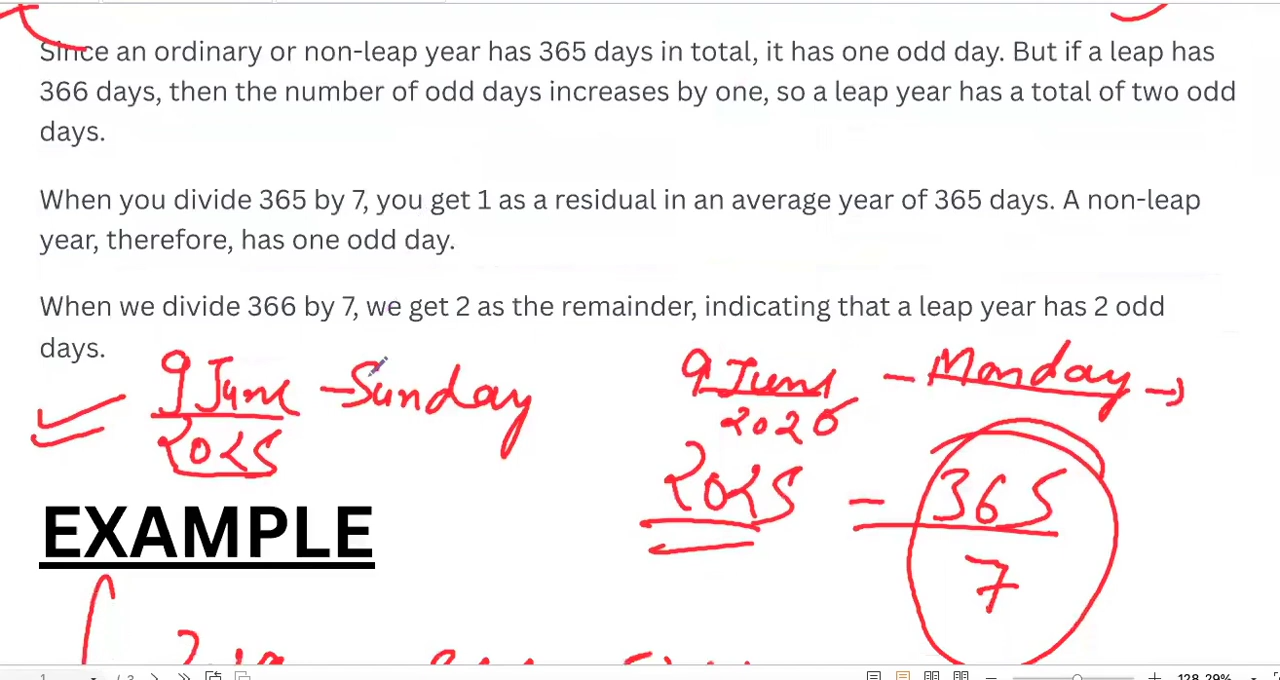 Since an ordinary or non-leap year has 365 days in total, it has one odd day. But if a leap has
366 days, then the number of odd days increases by one, so a leap year has a total of two odd
days.
When you divide 365 by 7, you get 1 as a residual in an average year of 365 days. A non-leap
year, therefore, has one odd day.
When we divide 366 by 7, we get 2 as the remainder, indicating that a leap year has 2 odd
days.
9 June - Sunday
2025
9 June - Monday
2026
2025 - 365
7
EXAMPLE
1 / 3
128.29%